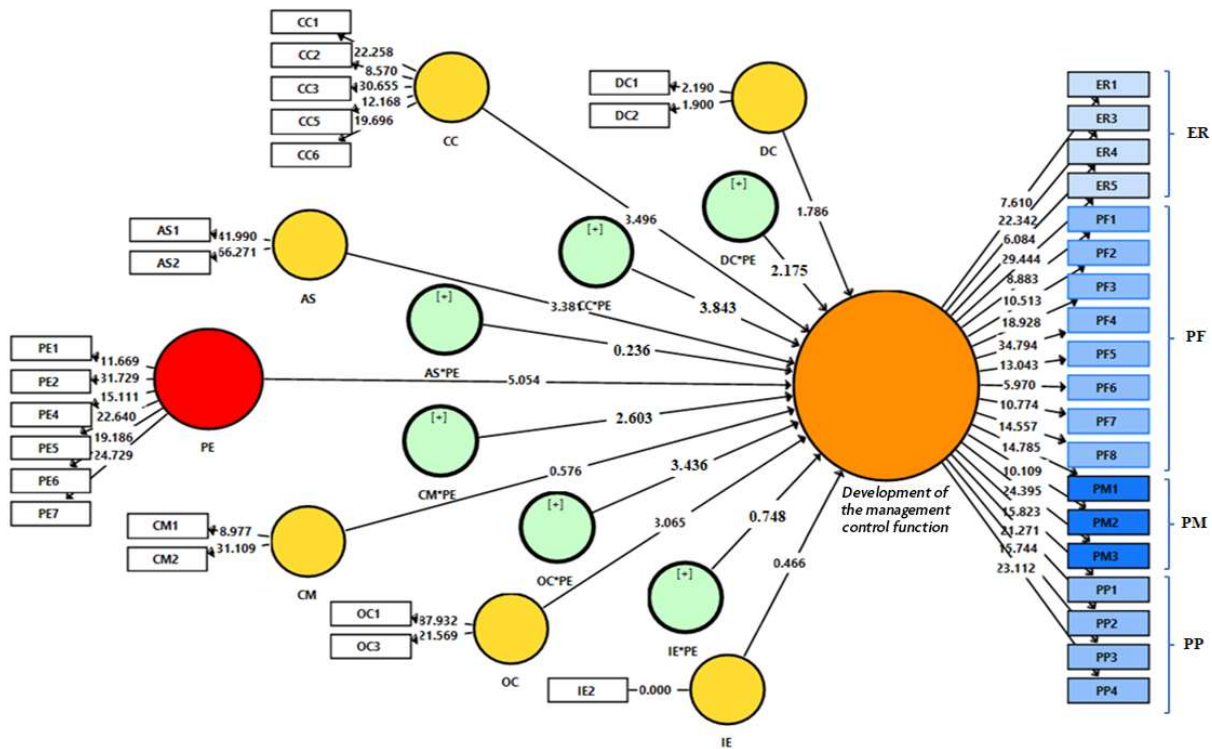 CC1
CC2
CC3
CC5
CC6
22.258
8.570
30.655
12.168
19.696
CC
DC1
DC2
2.190
1.900
DC
AS1
AS2
41.990
56.271
AS
PE1
PE2
PE4
PE5
PE6
PE7
11.669
31.729
15.111
22.640
19.186
24.729
PE
CM1
CM2
8.977
31.109
CM
OC1
OC3
37.932
21.569
OC
IE2
0.000
IE
[+]
DC*PE
[+]
CC*PE
[+]
AS*PE
[+]
CM*PE
[+]
OC*PE
[+]
IE*PE
3.496
1.786
2.175
3.843
3.381
0.236
5.054
2.603
0.576
3.436
3.065
0.748
0.466
Development of
the management
control function
7.610
22.342
6.084
29.444
8.883
10.513
18.928
34.794
13.043
5.970
10.774
14.557
14.785
10.109
24.395
15.823
21.271
15.744
23.112
ER1
ER3
ER4
ER5
ER
PF1
PF2
PF3
PF4
PF5
PF6
PF7
PF8
PF
PM1
PM2
PM3
PM
PP1
PP2
PP3
PP4
PP